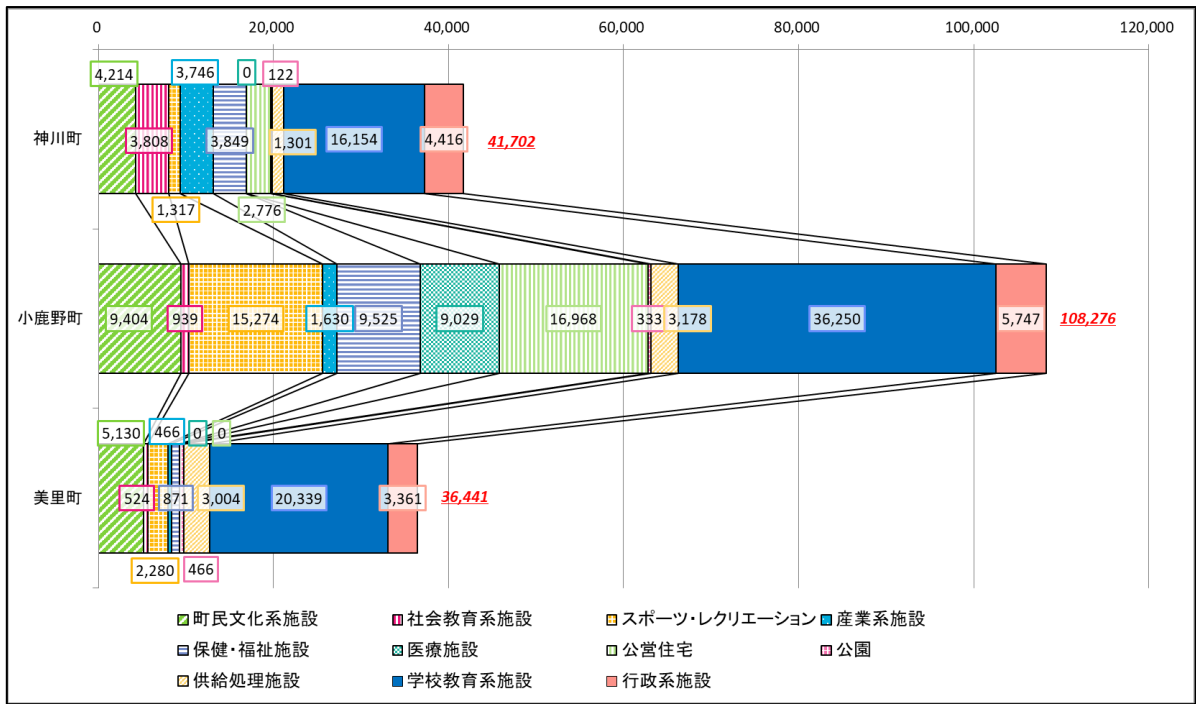 0 20,000 40,000 60,000 80,000 100,000 120,000
4,214 3,746 0 122
神川町 3,808 3,849 1,301 16,154 4,416 41,702
1,317 2,776
小鹿野町 9,404 939 15,274 1,630 9,525 9,029 16,968 333 3,178 36,250 5,747 108,276
5,130 466 0 0
美里町 524 871 3,004 20,339 3,361 36,441
2,280 466
町民文化系施設 社会教育系施設 スポーツ・レクリエーション 産業系施設
保健・福祉施設 医療施設 公営住宅 公園
供給処理施設 学校教育系施設 行政系施設